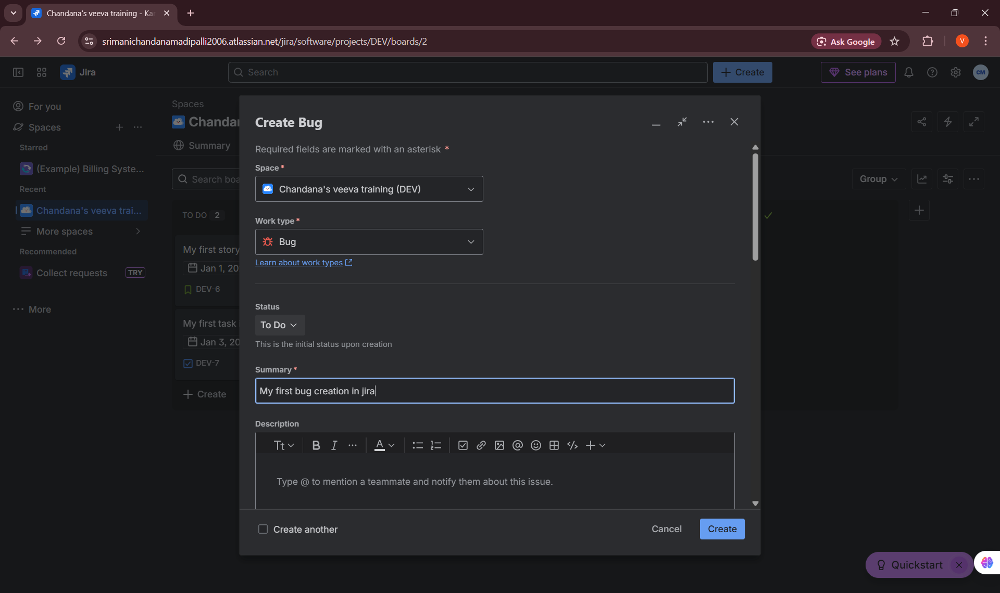 Chandana's veeva training - Ka
srimanichandanamadipalli2006.atlassian.net/jira/software/projects/DEV/boards/2
Ask Google
V
Jira
Search
Create
See plans
CM
For you
Spaces
Starred
(Example) Billing Syste...
Recent
Chandana's veeva trai...
More spaces
Recommended
Collect requests
TRY
More
Spaces
Chandan
Summary
Search boa
Group
TO DO 2
My first story
Jan 1, 20
DEV-6
My first task
Jan 3, 20
DEV-7
Create
Create Bug
Required fields are marked with an asterisk *
Space *
Chandana's veeva training (DEV)
Work type *
Bug
Learn about work types
Status
To Do
This is the initial status upon creation
Summary *
My first bug creation in jira
Description
Tt B I A
Type @ to mention a teammate and notify them about this issue.
Create another
Cancel
Create
Quickstart